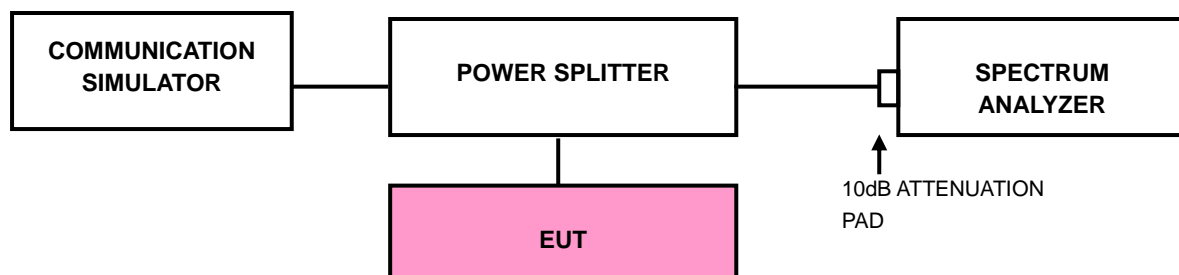 COMMUNICATION
SIMULATOR
POWER SPLITTER
SPECTRUM
ANALYZER
10dB ATTENUATION
PAD
EUT